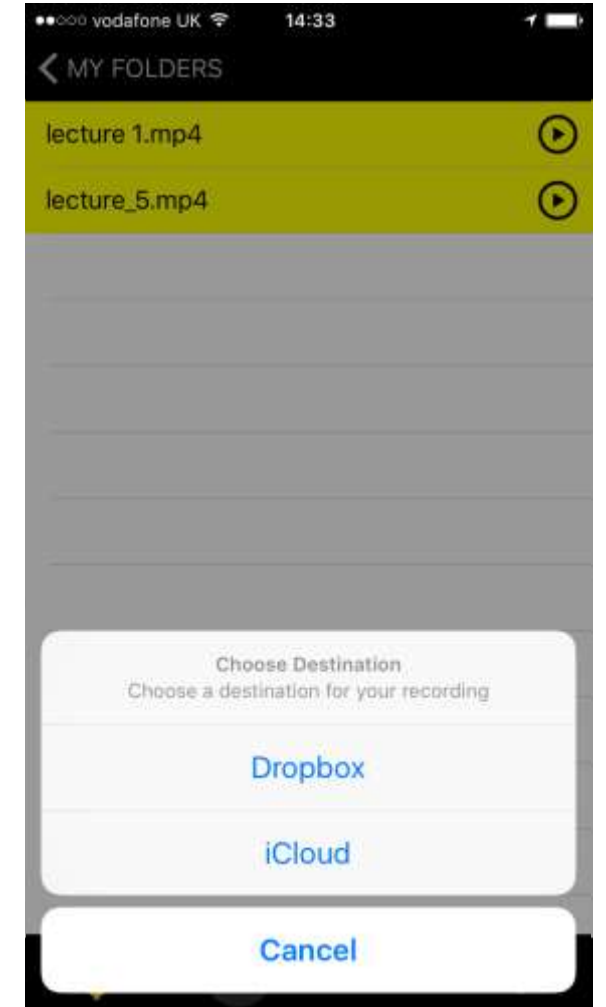 vodafone UK 14:33
MY FOLDERS
lecture 1.mp4
lecture_5.mp4
Choose Destination
Choose a destination for your recording
Dropbox
iCloud
Cancel